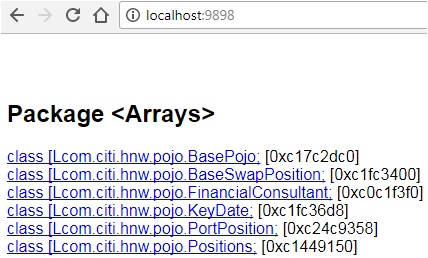 localhost:9898
Package <Arrays>
class [Lcom.citi.hnw.pojo.BasePojo; [0xc17c2dc0]
class [Lcom.citi.hnw.pojo.BaseSwapPosition; [0xc1fc3400]
class [Lcom.citi.hnw.pojo.FinancialConsultant; [0xc0c1f3f0]
class [Lcom.citi.hnw.pojo.KeyDate; [0xc1fc36d8]
class [Lcom.citi.hnw.pojo.PortPosition; [0xc24c9358]
class [Lcom.citi.hnw.pojo.Positions; [0xc1449150]